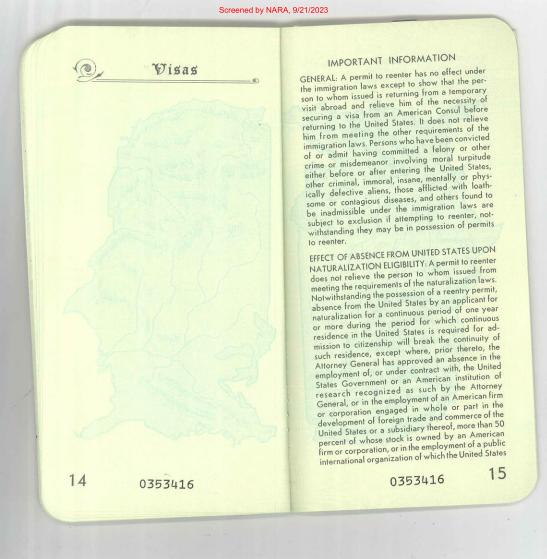 Screened by NARA, 9/21/2023
Visas
14
0353416
IMPORTANT INFORMATION
GENERAL: A permit to reenter has no effect under
the immigration laws except to show that the per-
son to whom issued is returning from a temporary
visit abroad and relieve him of the necessity of
securing a visa from an American Consul before
returning to the United States. It does not relieve
him from meeting the other requirements of the
immigration laws. Persons who have been convicted
of or admit having committed a felony or other
crime or misdemeanor involving moral turpitude
either before or after entering the United States,
other criminal, immoral, insane, mentally or phys-
ically defective aliens, those afflicted with loath-
some or contagious diseases, and others found to
be inadmissible under the immigration laws are
subject to exclusion if attempting to reenter, not-
withstanding they may be in possession of permits
to reenter.
EFFECT OF ABSENCE FROM UNITED STATES UPON
NATURALIZATION ELIGIBILITY: A permit to reenter
does not relieve the person to whom issued from
meeting the requirements of the naturalization laws.
Notwithstanding the possession of a reentry permit,
absence from the United States by an applicant for
naturalization for a continuous period of one year
or more during the period for which continuous
residence in the United States is required for ad-
mission to citizenship will break the continuity of
such residence, except where, prior thereto, the
Attorney General has approved an absence in the
employment of, or under contract with, the United
States Government or an American institution of
research recognized as such by the Attorney
General, or in the employment of an American firm
or corporation engaged in whole or part in the
development of foreign trade and commerce of the
United States or a subsidiary thereof, more than 50
percent of whose stock is owned by an American
firm or corporation, or in the employment of a public
international organization of which the United States
0353416
15